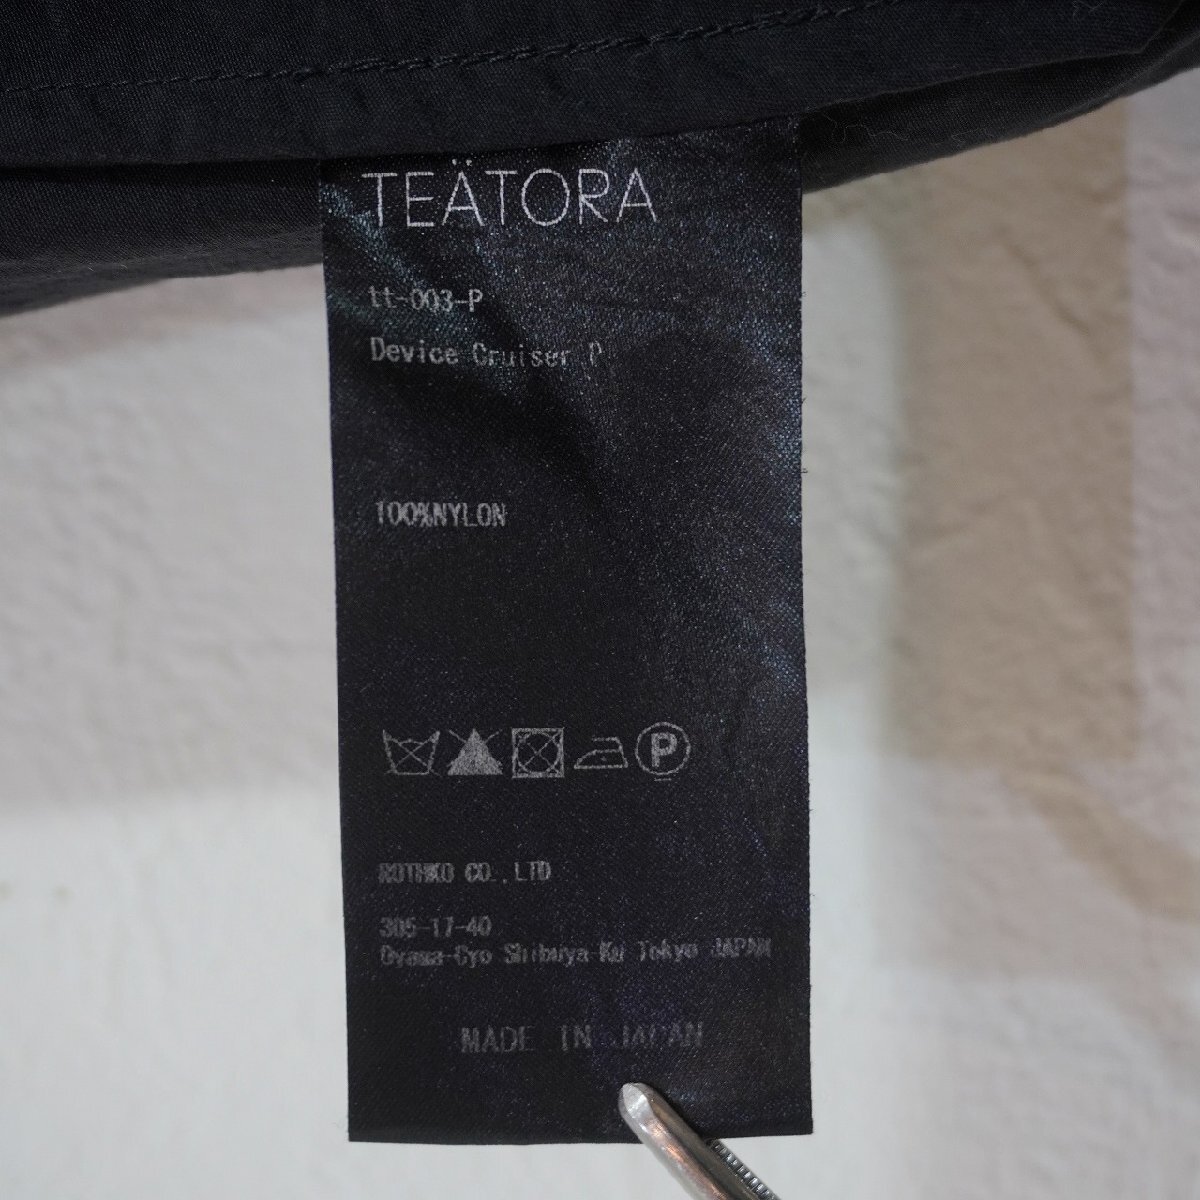 TEÄTORA
tt-003-P
Device Cruiser P
100%NYLON
P
ROTHKO CO.,LTD
305-17-40
Oyama-Cyo Shibuya-Ku Tokyo JAPAN
MADE IN JAPAN